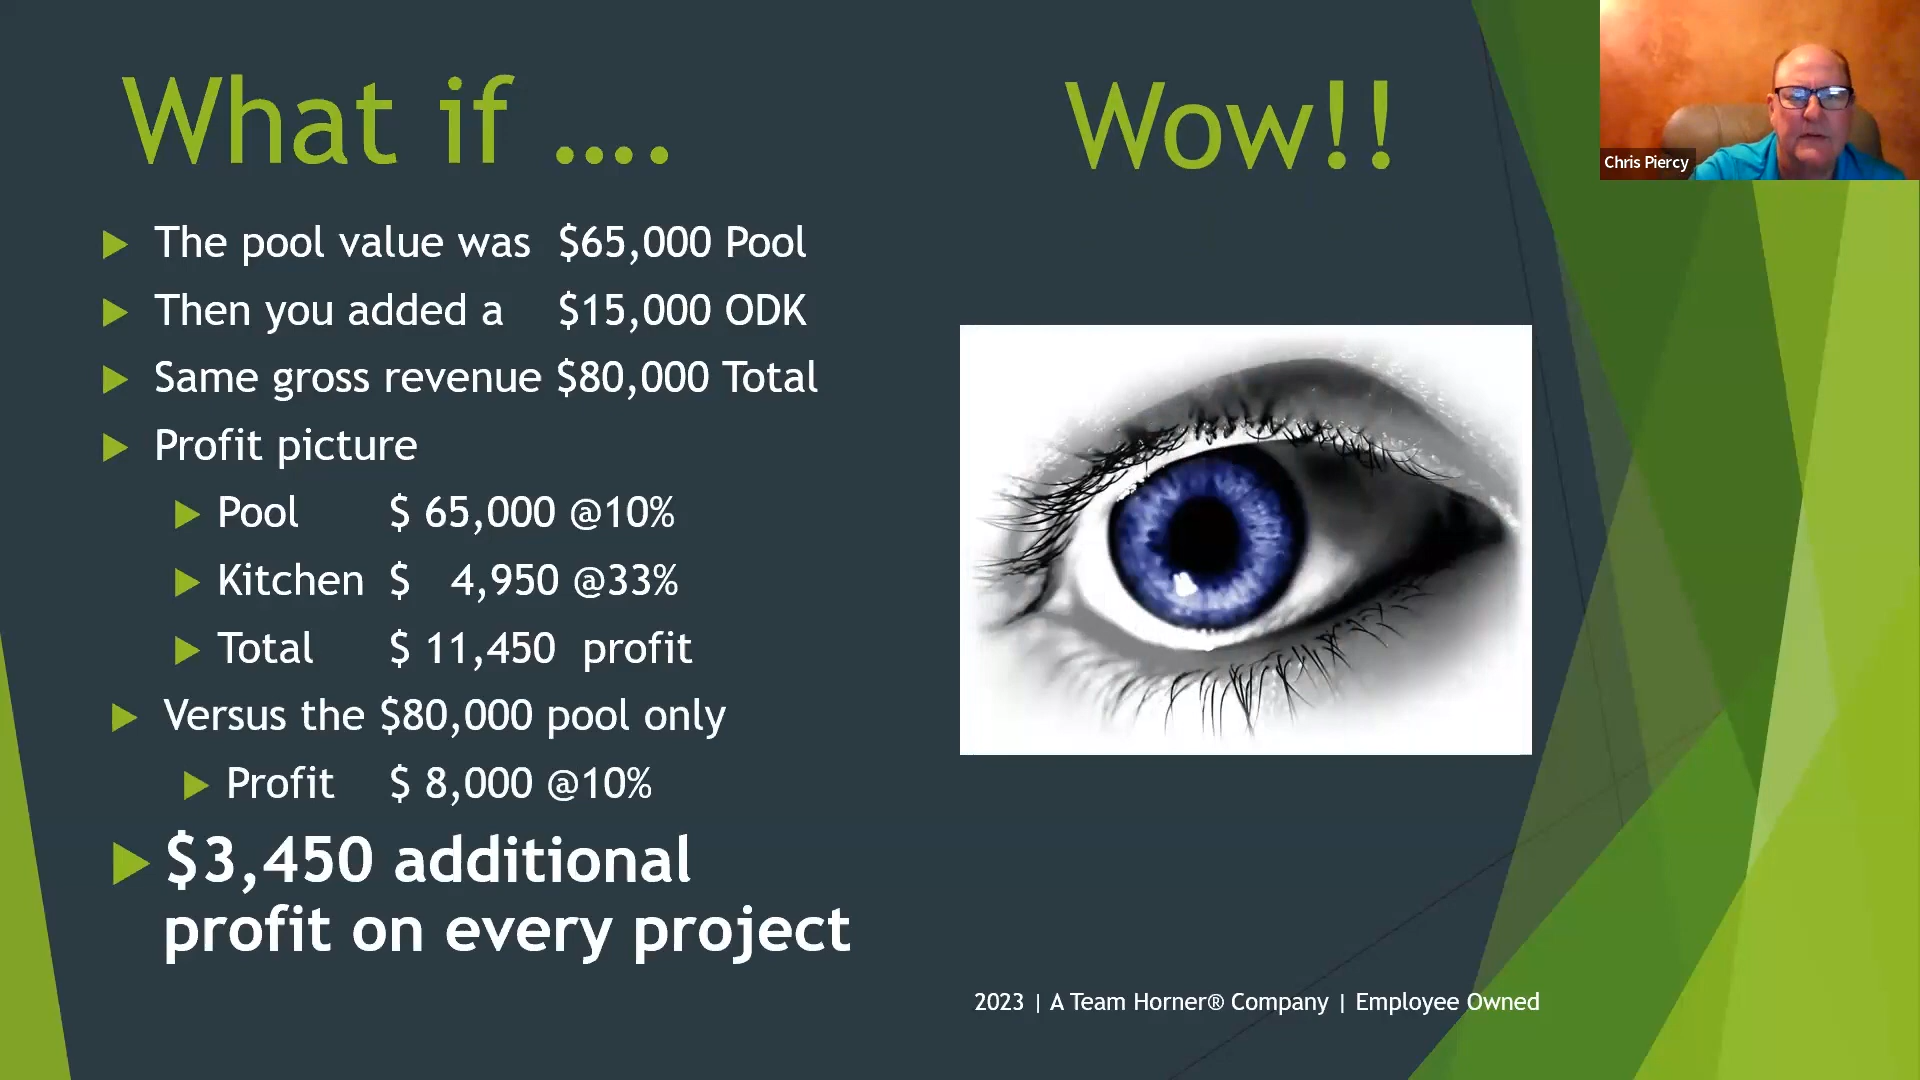 What if ....
Wow!!
Chris Piercy
The pool value was $65,000 Pool
Then you added a $15,000 ODK
Same gross revenue $80,000 Total
Profit picture
Pool $ 65,000 @10%
Kitchen $ 4,950 @33%
Total $ 11,450 profit
Versus the $80,000 pool only
Profit $ 8,000 @10%
$3,450 additional
profit on every project
2023 | A Team Horner® Company | Employee Owned